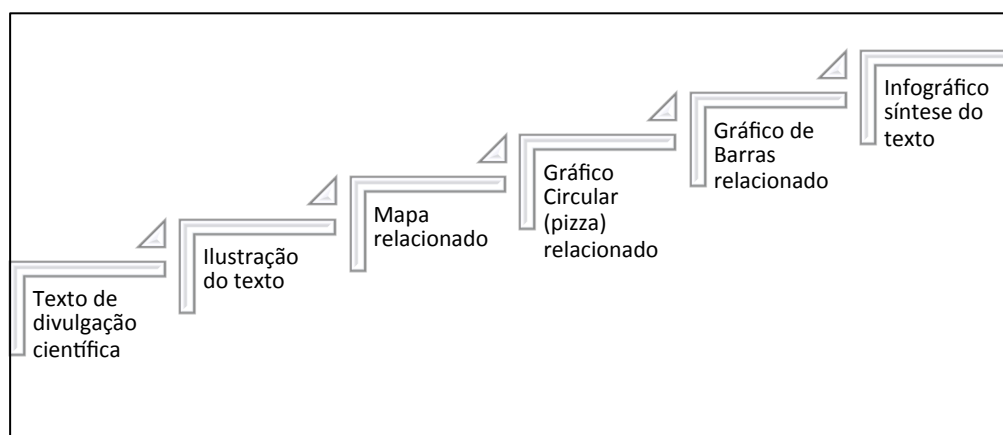 Texto de
divulgação
científica
Ilustração
do texto
Mapa
relacionado
Gráfico
Circular
(pizza)
relacionado
Gráfico de
Barras
relacionado
Infográfico
síntese do
texto